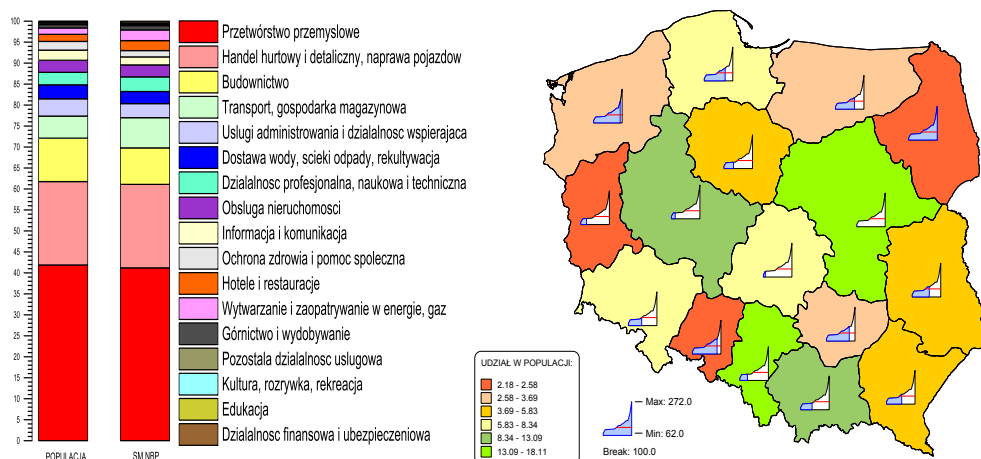 100
95
90
85
80
75
70
65
60
55
50
45
40
35
30
25
20
15
10
5
0
POPULACJA
SM NBP
Przetwórstwo przemyslowe
Handel hurtowy i detaliczny, naprawa pojazdow
Budownictwo
Transport, gospodarka magazynowa
Uslugi administrowania i dzialalnosc wspierajaca
Dostawa wody, scieki odpady, rekultywacja
Dzialalnosc profesjonalna, naukowa i techniczna
Obsluga nieruchomosci
Informacja i komunikacja
Ochrona zdrowia i pomoc spoleczna
Hotele i restauracje
Wytwarzanie i zaopatrywanie w energie, gaz
Górnictwo i wydobywanie
Pozostala dzialalnosc uslugowa
Kultura, rozrywka, rekreacja
Edukacja
Dzialalnosc finansowa i ubezpieczeniowa
UDZIAŁ W POPULACJI:
2.18 - 2.58
2.58 - 3.69
3.69 - 5.83
5.83 - 8.34
8.34 - 13.09
13.09 - 18.11
Max: 272.0
Min: 62.0
Break: 100.0